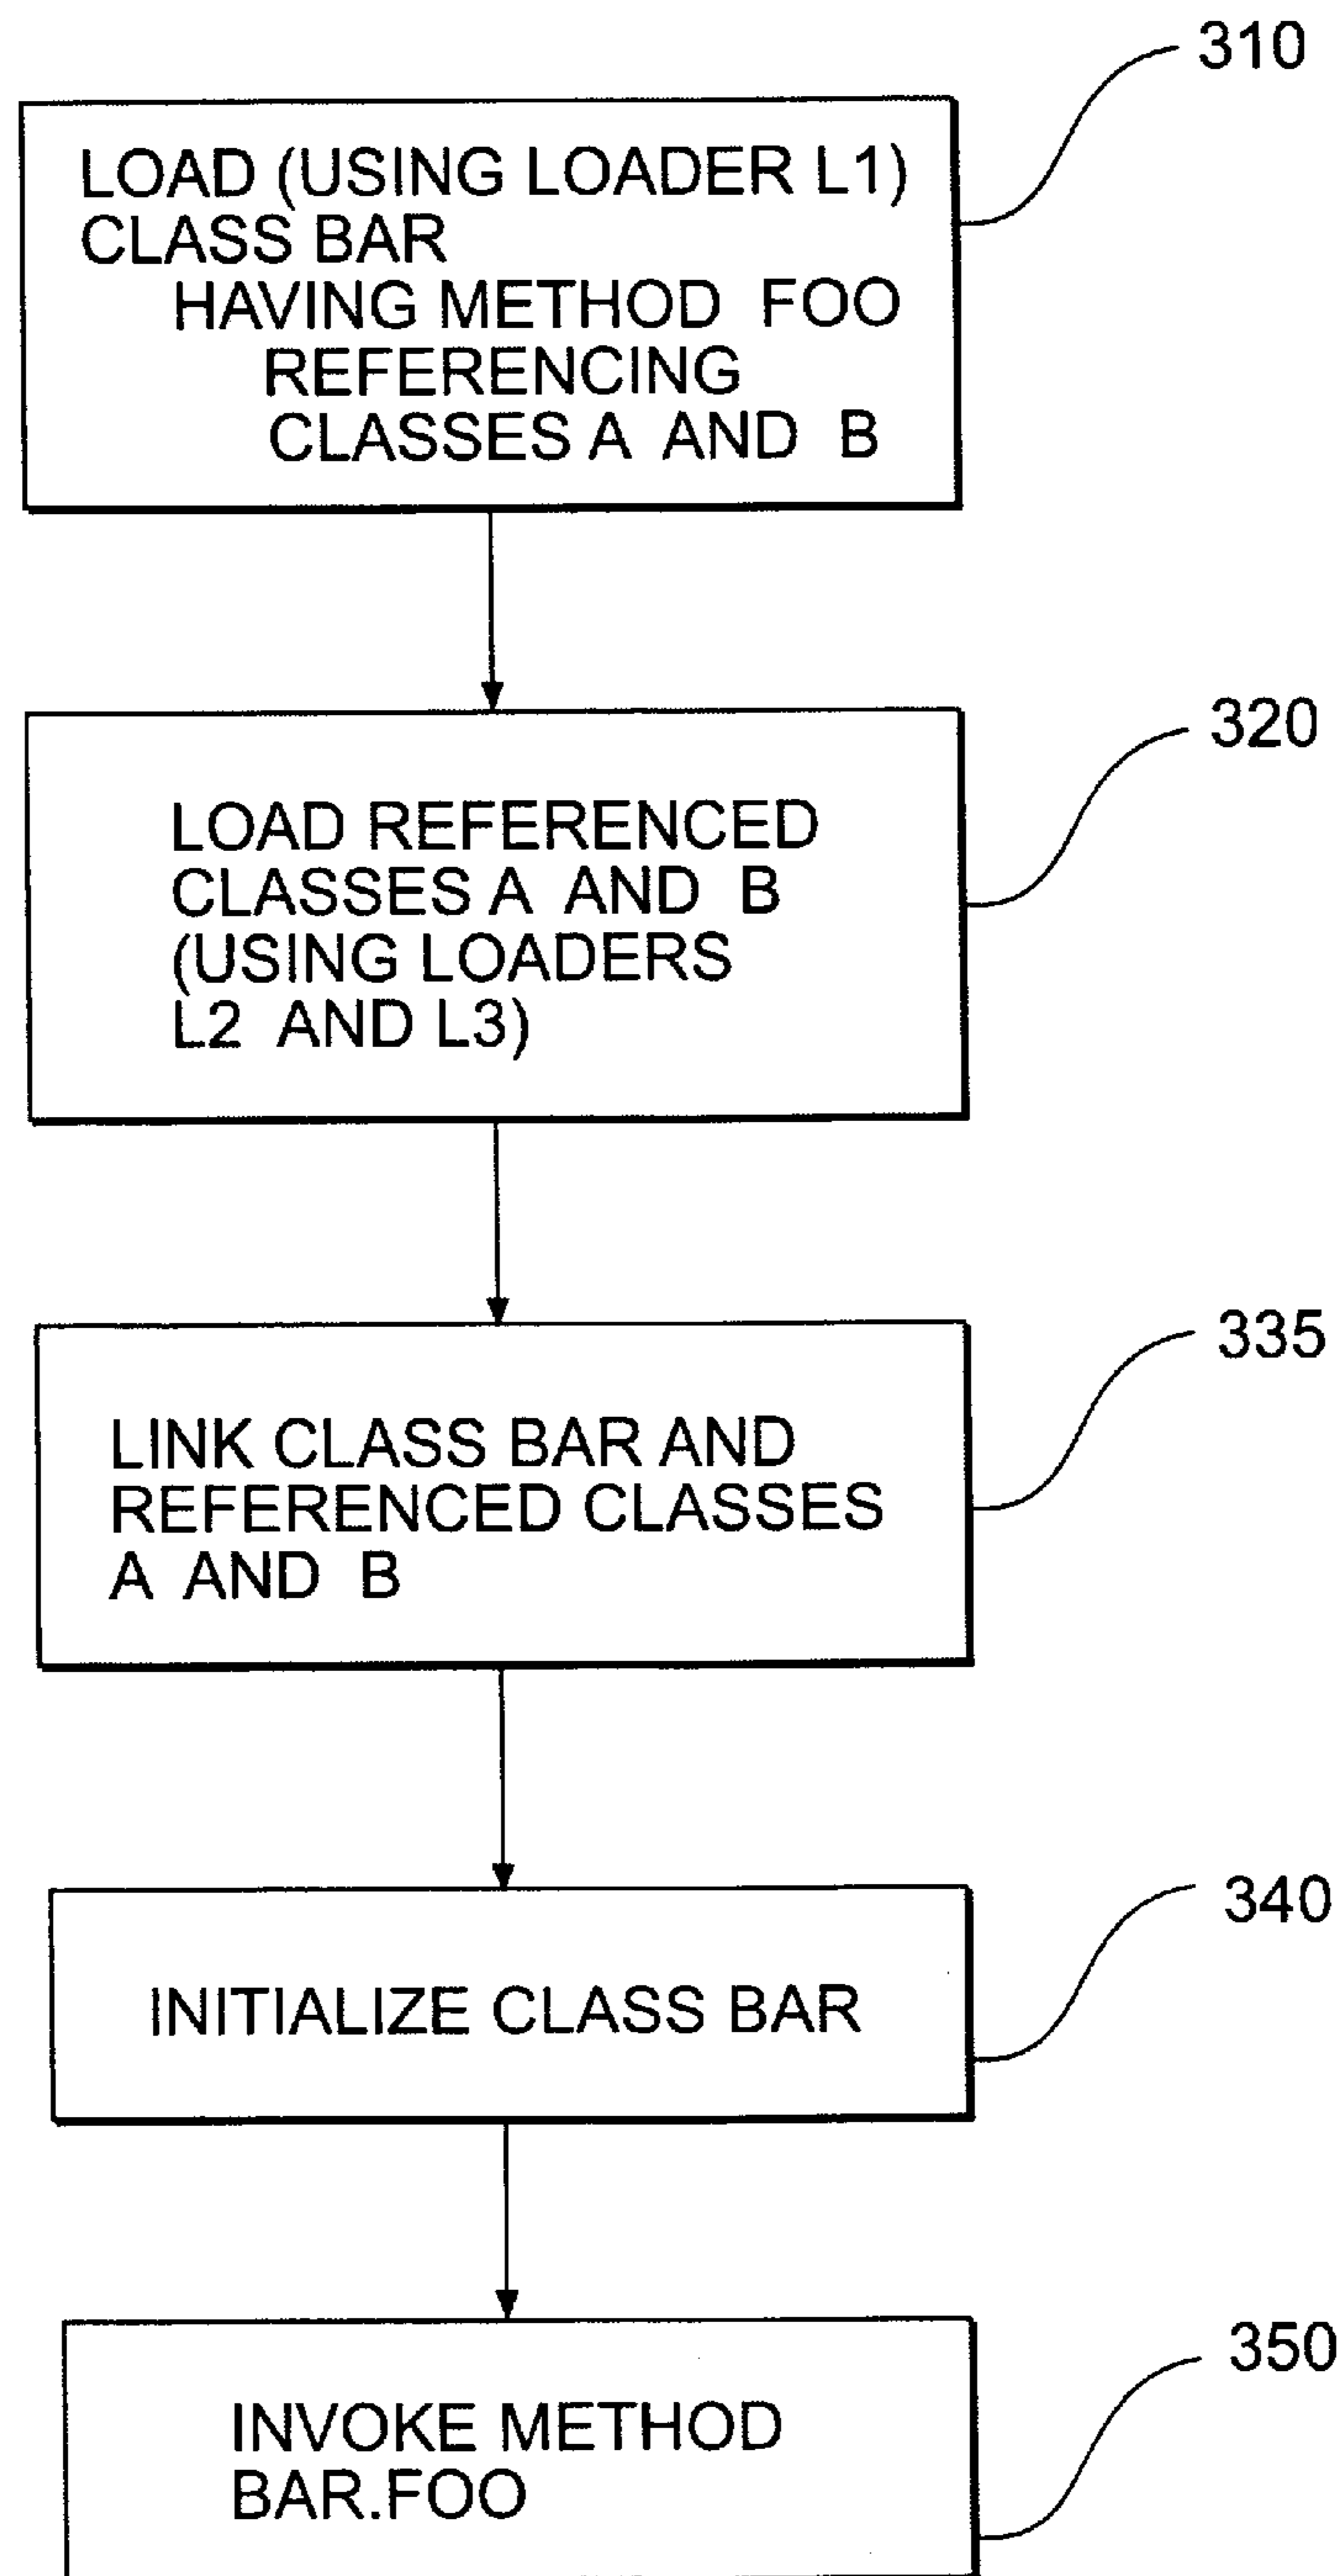 310
LOAD (USING LOADER L1)
CLASS BAR
HAVING METHOD FOO
REFERENCING
CLASSES A AND B
320
LOAD REFERENCED
CLASSES A AND B
(USING LOADERS
L2 AND L3)
335
LINK CLASS BAR AND
REFERENCED CLASSES
A AND B
340
INITIALIZE CLASS BAR
350
INVOKE METHOD
BAR.FOO